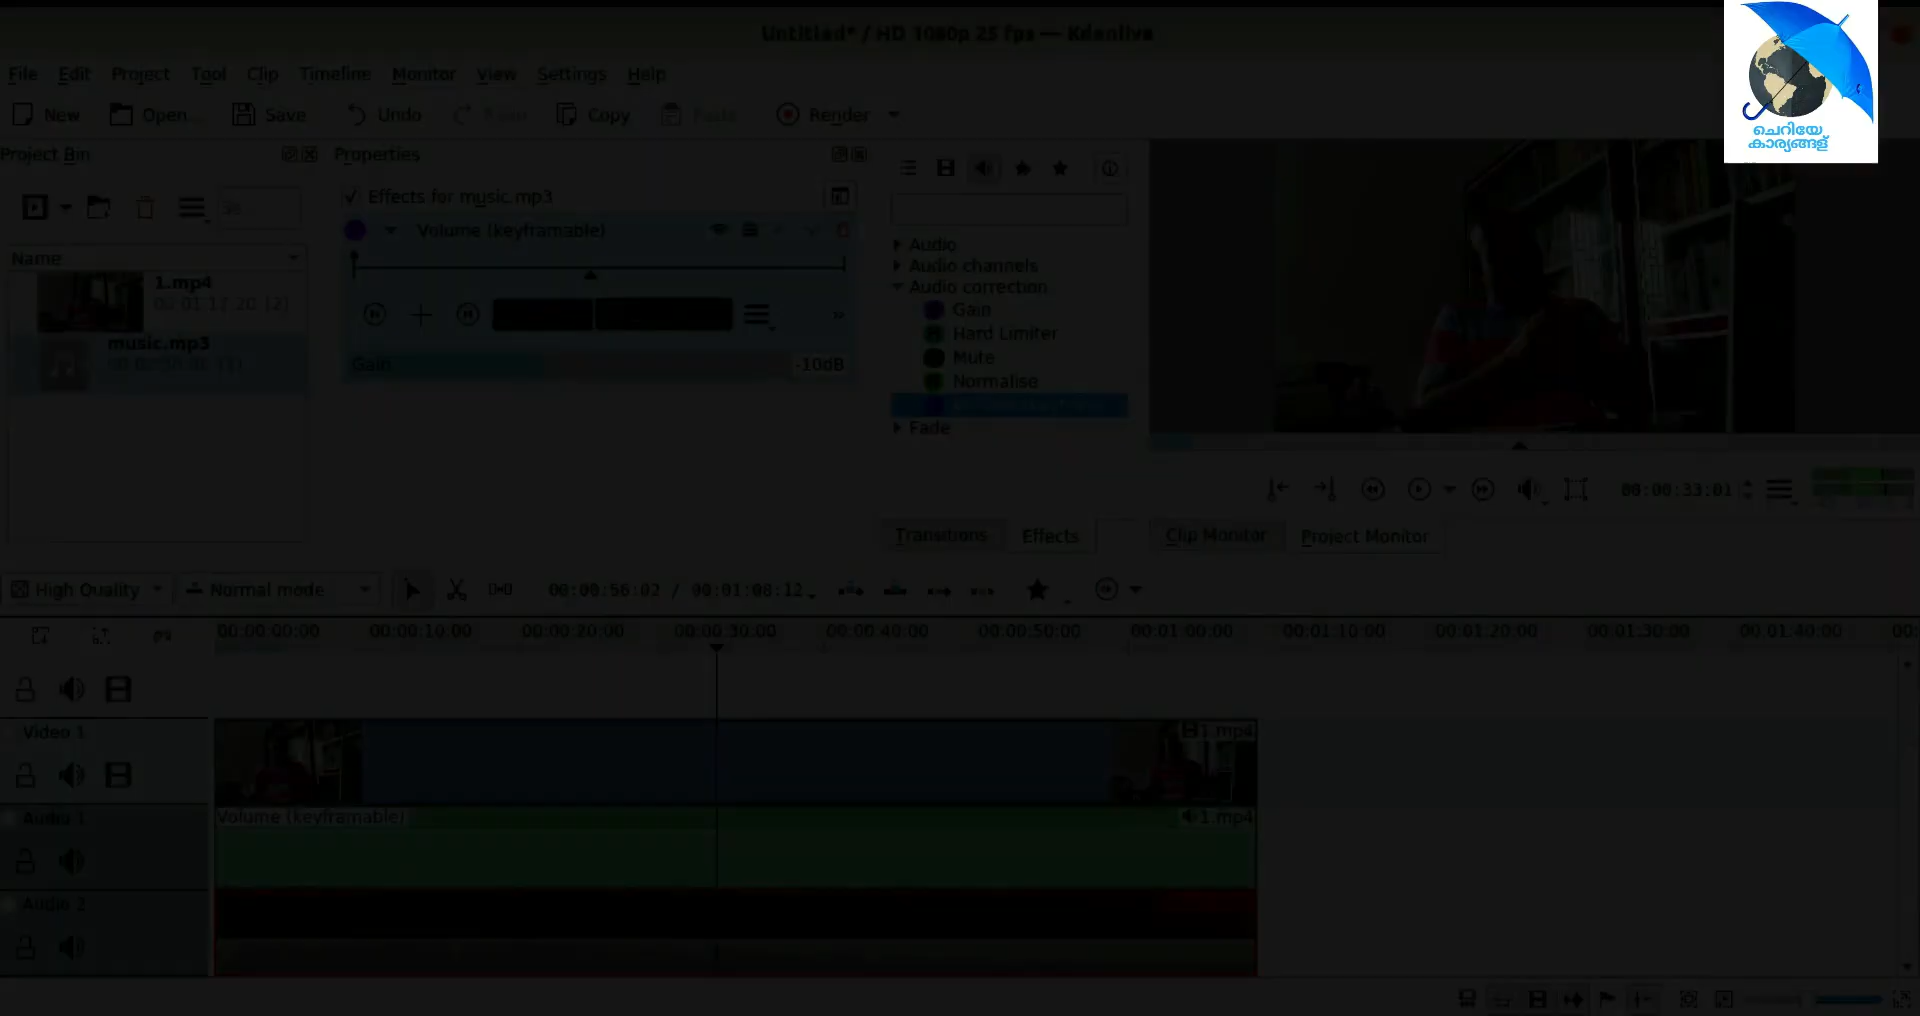 Untitled* / HD 1080p 25 fps — Kdenlive
ചെറിയേ
കാര്യങ്ങള്
File Edit Project Tool Clip Timeline Monitor View Settings Help
New Open... Save Undo Copy Render
Project Bin Properties
Effects for music.mp3
Volume (keyframable)
Name
1.mp4
00:01:17:20 (2)
music.mp3
Gain -10dB
Audio
Audio channels
Audio correction
Gain
Hard Limiter
Mute
Normalise
Fade
00:00:33:01
Transitions Effects Clip Monitor Project Monitor
High Quality Normal mode 00:00:56:02 / 00:01:08:12
00:00:00:00 00:00:10:00 00:00:20:00 00:00:30:00 00:00:40:00 00:00:50:00 00:01:00:00 00:01:10:00 00:01:20:00 00:01:30:00 00:01:40:00 00:
Video 1 1.mp4
Audio 1 Volume (keyframable) 1.mp4
Audio 2